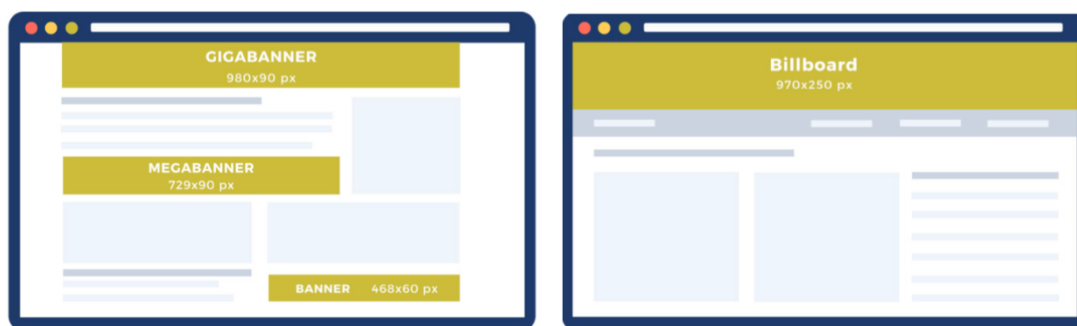 GIGABANNER
980x90 px
MEGABANNER
729x90 px
BANNER 468x60 px
Billboard
970x250 px